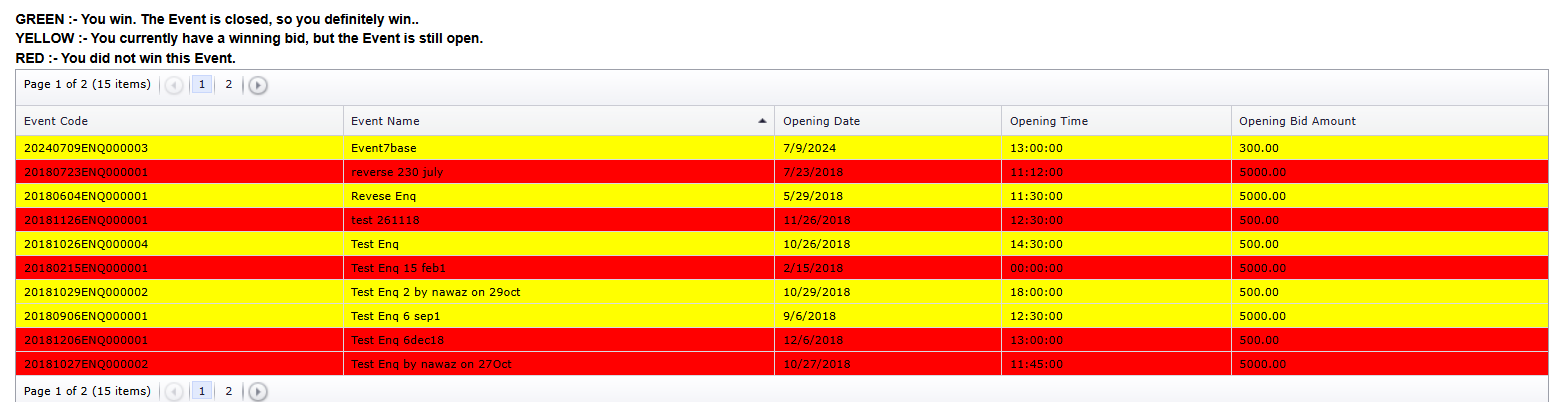 GREEN :- You win. The Event is closed, so you definitely win..
YELLOW :- You currently have a winning bid, but the Event is still open.
RED :- You did not win this Event.
Page 1 of 2 (15 items) 1 2
Event Code Event Name Opening Date Opening Time Opening Bid Amount
20240709ENQ000003 Event7base 7/9/2024 13:00:00 300.00
20180723ENQ000001 reverse 230 july 7/23/2018 11:12:00 5000.00
20180604ENQ000001 Revese Enq 5/29/2018 11:30:00 5000.00
20181126ENQ000001 test 261118 11/26/2018 12:30:00 500.00
20181026ENQ000004 Test Enq 10/26/2018 14:30:00 500.00
20180215ENQ000001 Test Enq 15 feb1 2/15/2018 00:00:00 5000.00
20181029ENQ000002 Test Enq 2 by nawaz on 29oct 10/29/2018 18:00:00 500.00
20180906ENQ000001 Test Enq 6 sep1 9/6/2018 12:30:00 5000.00
20181206ENQ000001 Test Enq 6dec18 12/6/2018 13:00:00 500.00
20181027ENQ000002 Test Enq by nawaz on 27Oct 10/27/2018 11:45:00 5000.00
Page 1 of 2 (15 items) 1 2